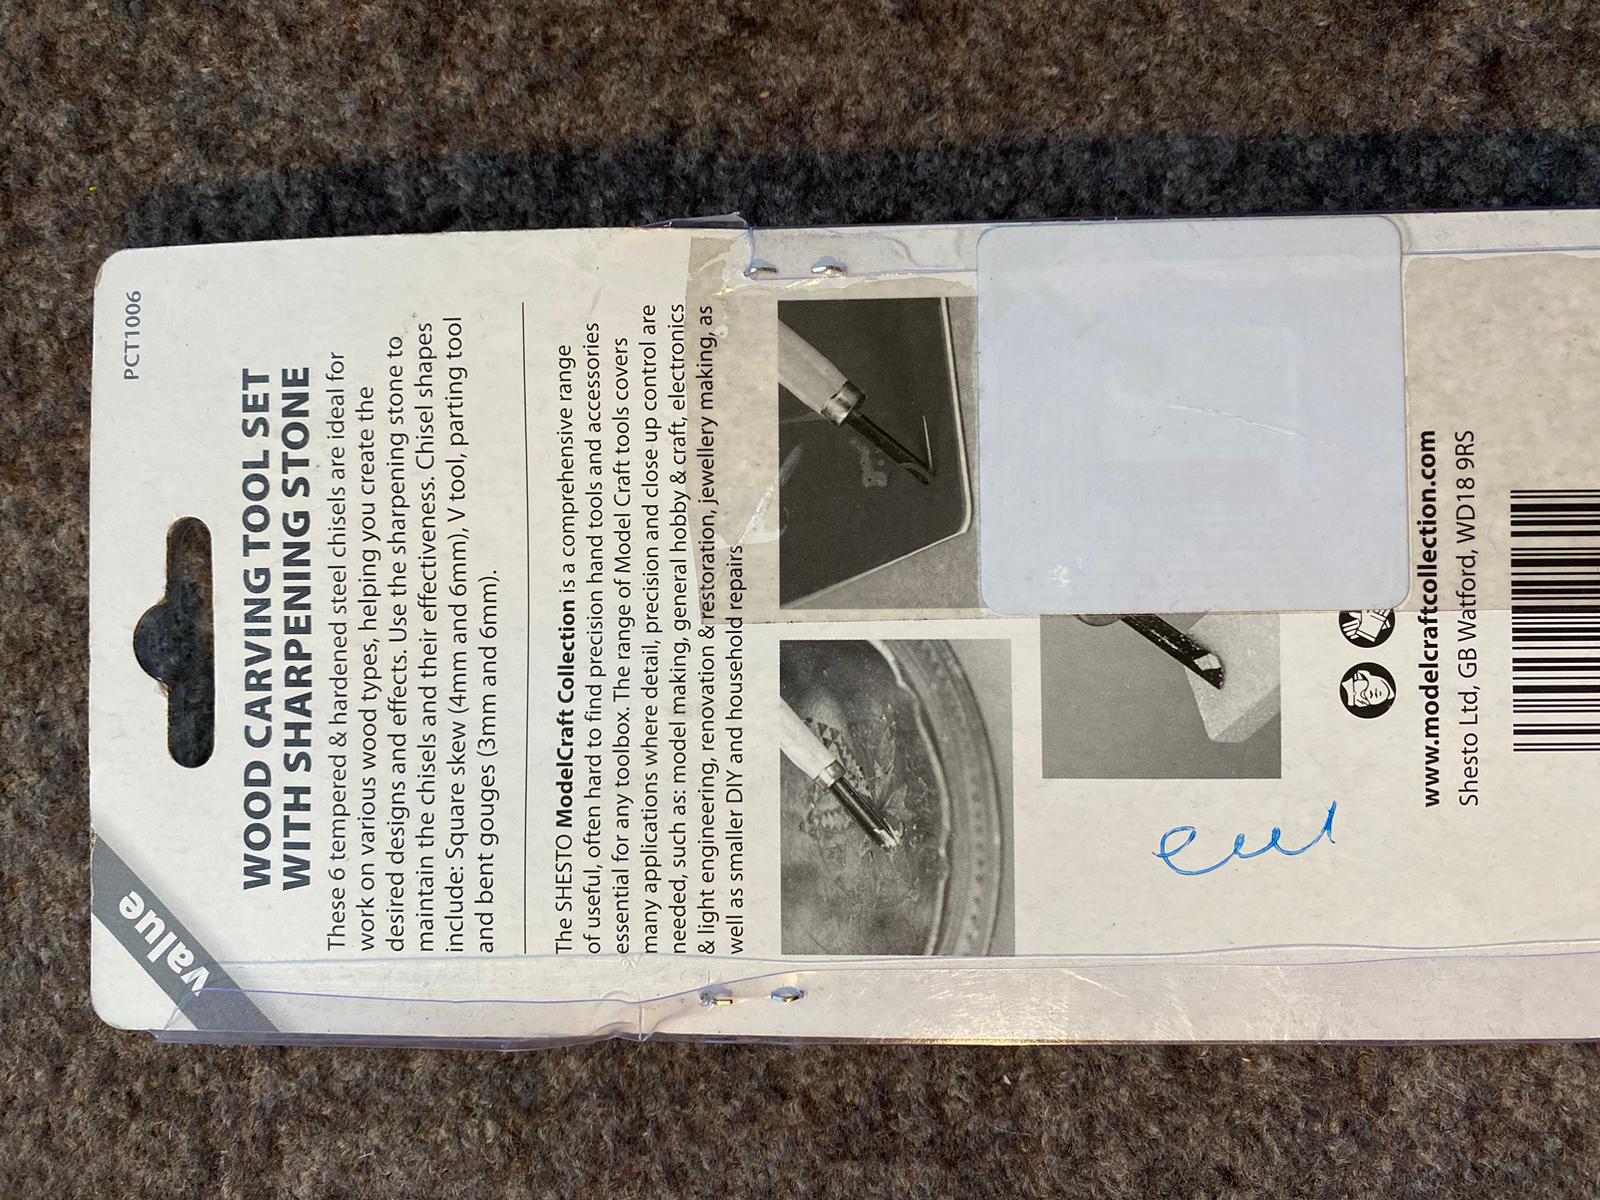 PCT1006
WOOD CARVING TOOL SET
WITH SHARPENING STONE
These 6 tempered & hardened steel chisels are ideal for
work on various wood types, helping you create the
desired designs and effects. Use the sharpening stone to
maintain the chisels and their effectiveness. Chisel shapes
include: Square skew (4mm and 6mm), V tool, parting tool
and bent gouges (3mm and 6mm).
value
The SHESTO ModelCraft Collection is a comprehensive range
of useful, often hard to find precision hand tools and accessories
essential for any toolbox. The range of Model Craft tools covers
many applications where detail, precision and close up control are
needed, such as: model making, general hobby & craft, electronics
& light engineering, renovation & restoration, jewellery making, as
well as smaller DIY and household repairs.
www.modelcraftcollection.com
Shesto Ltd, GB Watford, WD18 9RS